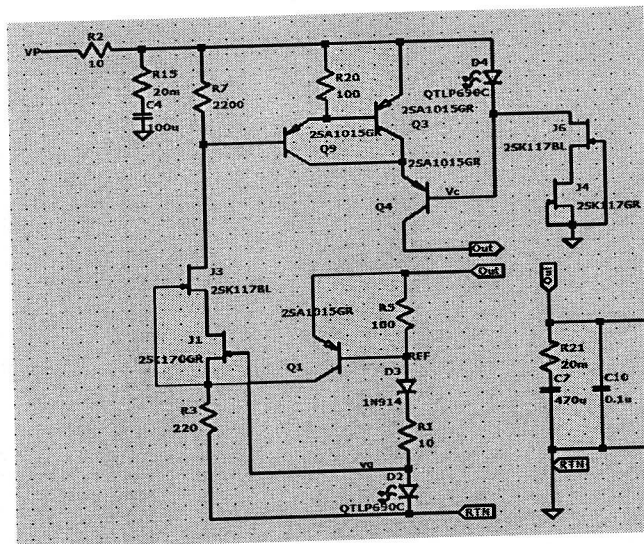 R2
VP
10
R15
20m
C4
100u
R7
2200
R20
100
2SA1015GR
Q9
2SA1015GR
Q3
D4
QTLP690C
J6
2SK117BL
J4
2SK117GR
2SA1015GR
Q4
Vc
Out
J3
2SK117BL
J1
2SK170GR
R3
220
2SA1015GR
Q1
Out
R5
100
REF
D3
1N914
R1
10
vg
D2
QTLP690C
RTN
Out
R21
20m
C7
470u
C10
0.1u
RTN